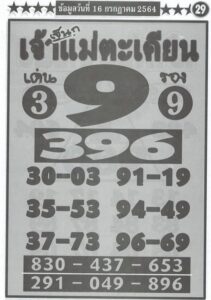 ข้อมูลวันที่ 16 กรกฎาคม 2564
29
เจ้าแม่ตะเคียน
เด่น รอง
3 9 9
396
30-03 91-19
35-53 94-49
37-73 96-69
830-437-653
291-049-896